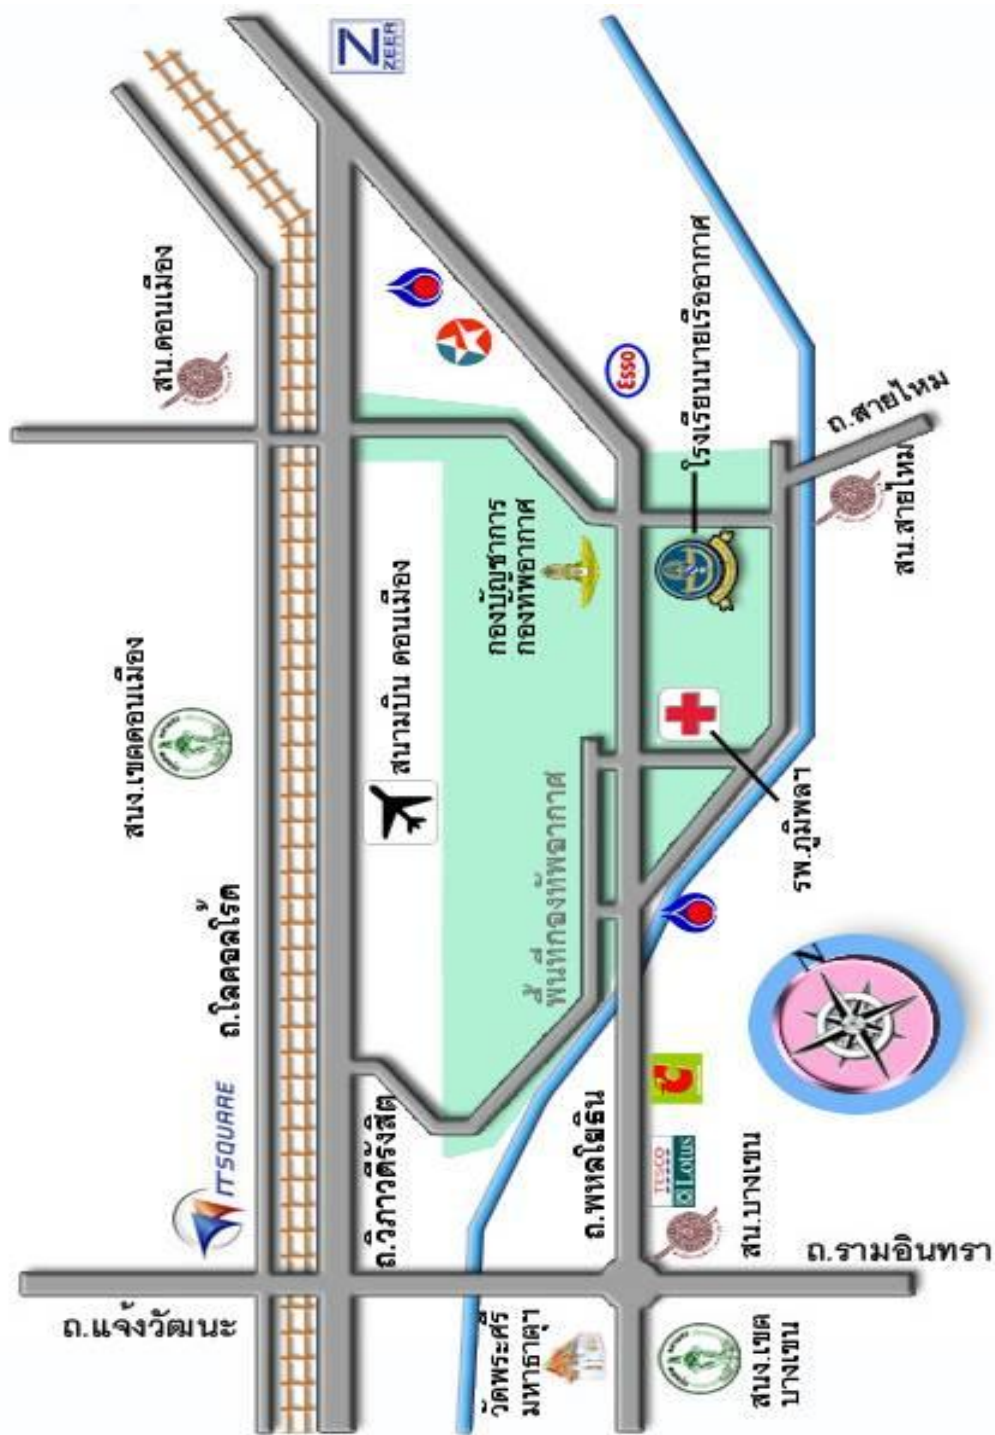 Z ZEER
สน.ดอนเมือง
ESSO
โรงเรียนนายเรืออากาศ
ถ.สายไหม
สน.สายไหม
กองบัญชาการ
กองทัพอากาศ
สนามบิน ดอนเมือง
สนง.เขตดอนเมือง
รพ.ภูมิพลฯ
พื้นที่กองทัพอากาศ
ถ.โลคอลโรด
N
IT SQUARE
ถ.วิภาวดีรังสิต
ถ.พหลโยธิน
C
TESCO
Lotus
สน.บางเขน
ถ.รามอินทรา
ถ.แจ้งวัฒนะ
วัดพระศรี
มหาธาตุฯ
สนง.เขต
บางเขน